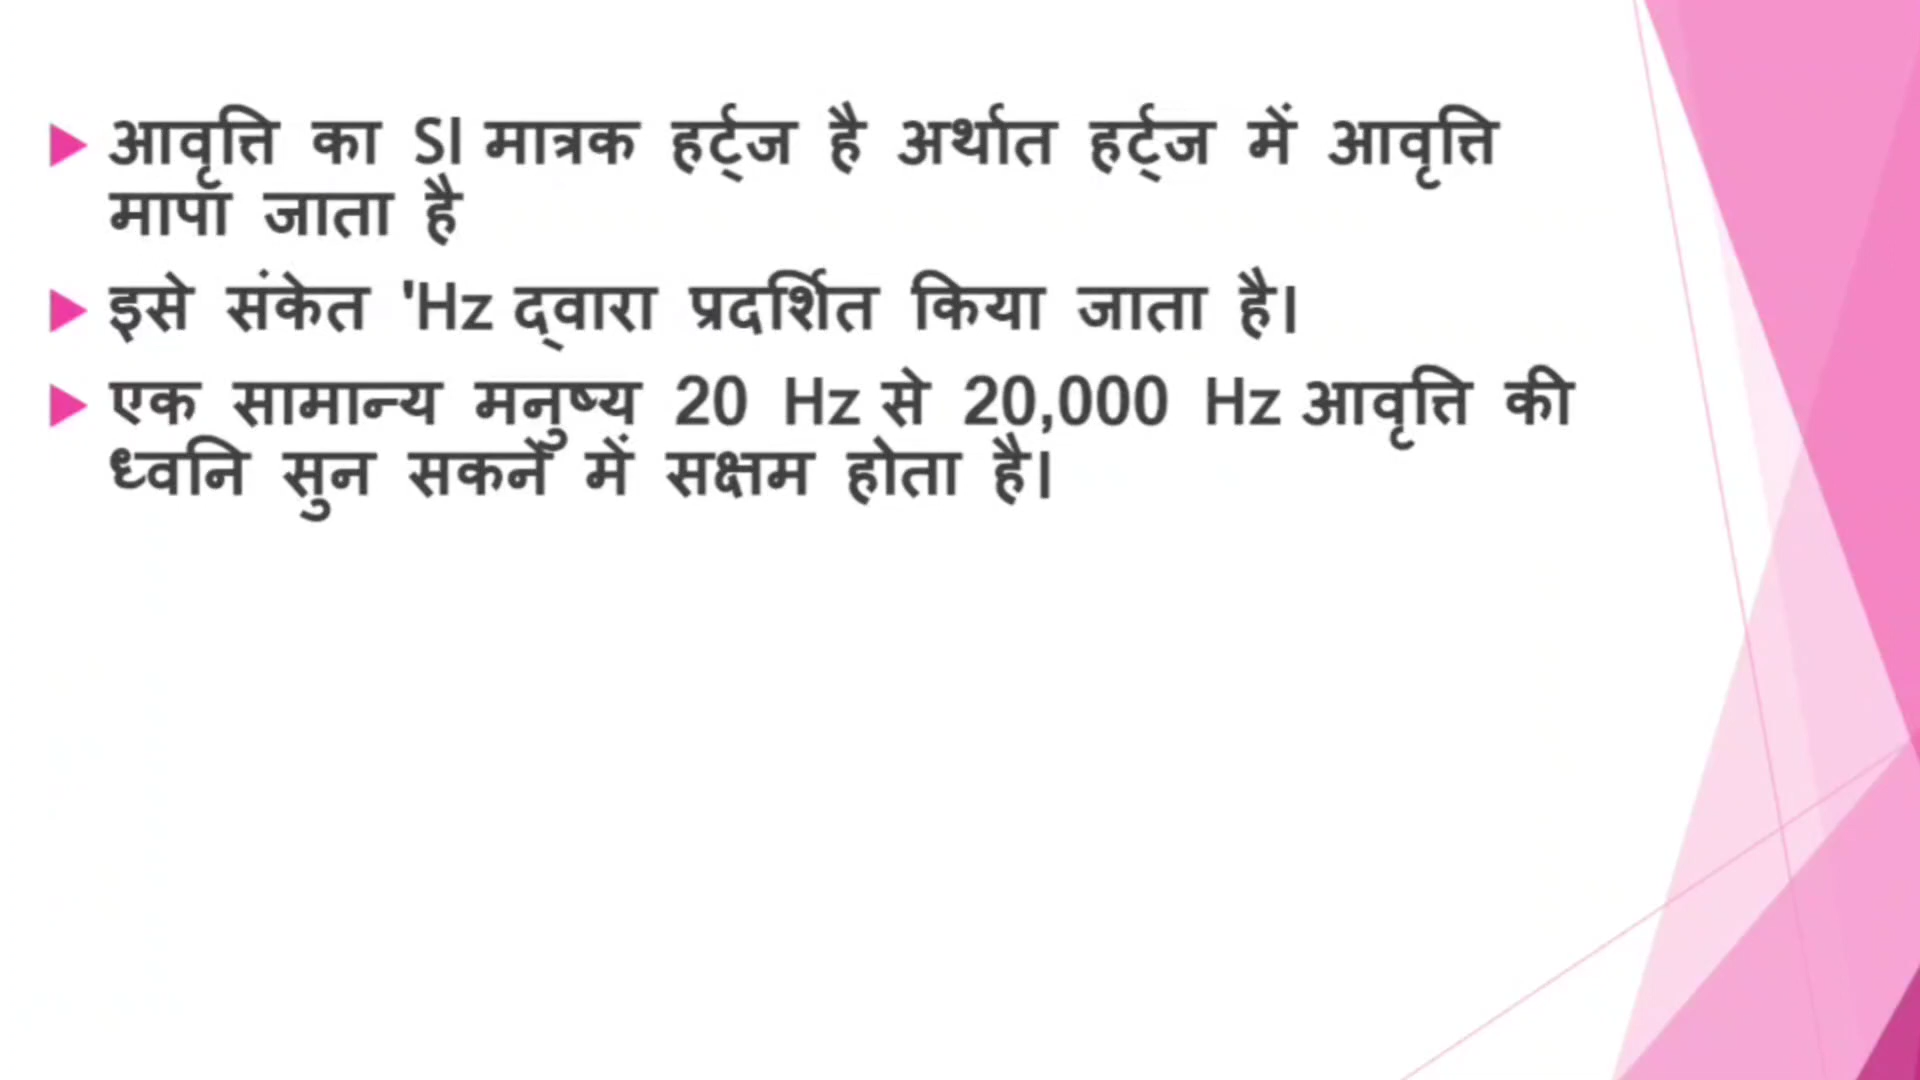 आवृत्ति का SI मात्रक हर्ट्ज है अर्थात हर्ट्ज में आवृत्ति
मापा जाता है
इसे संकेत 'Hz द्वारा प्रदर्शित किया जाता है।
एक सामान्य मनुष्य 20 Hz से 20,000 Hz आवृत्ति की
ध्वनि सुन सकने में सक्षम होता है।